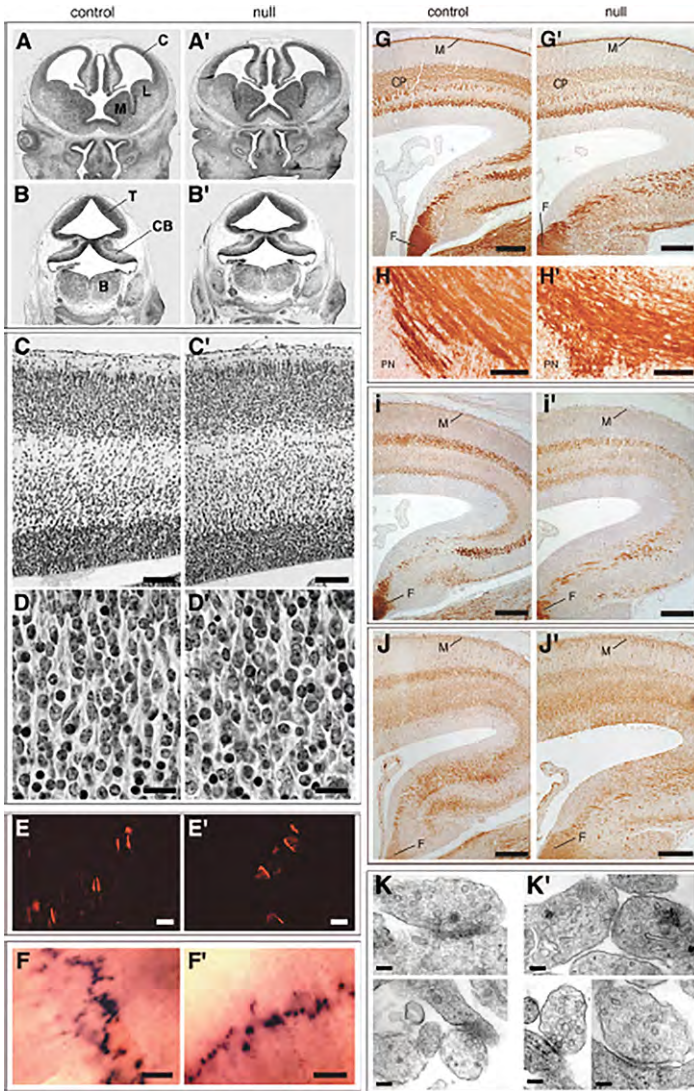 control null control null
A C A'
L
M
B T B'
CB
B
C C'
D D'
E E'
F F'
G M G' M
CP CP
F F
H H'
PN PN
i M i' M
F F
J M J' M
F F
K K'